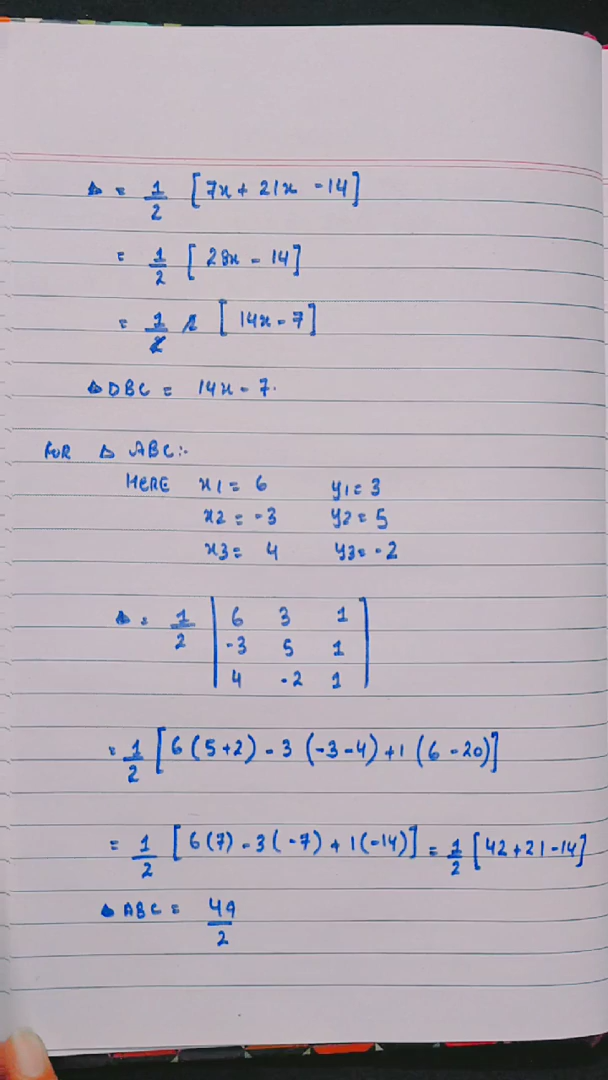 Δ = 1/2 [7x + 21x - 14]
= 1/2 [28x - 14]
= 1/2 2 [14x - 7]
Δ DBC = 14x - 7.
FOR Δ ABC:-
HERE x1 = 6 y1 = 3
x2 = -3 y2 = 5
x3 = 4 y3 = -2
Δ = 1/2 | 6 3 1 |
| -3 5 1 |
| 4 -2 1 |
= 1/2 [6(5+2) - 3(-3-4) + 1(6-20)]
= 1/2 [6(7) - 3(-7) + 1(-14)] = 1/2 [42+21-14]
Δ ABC = 49/2